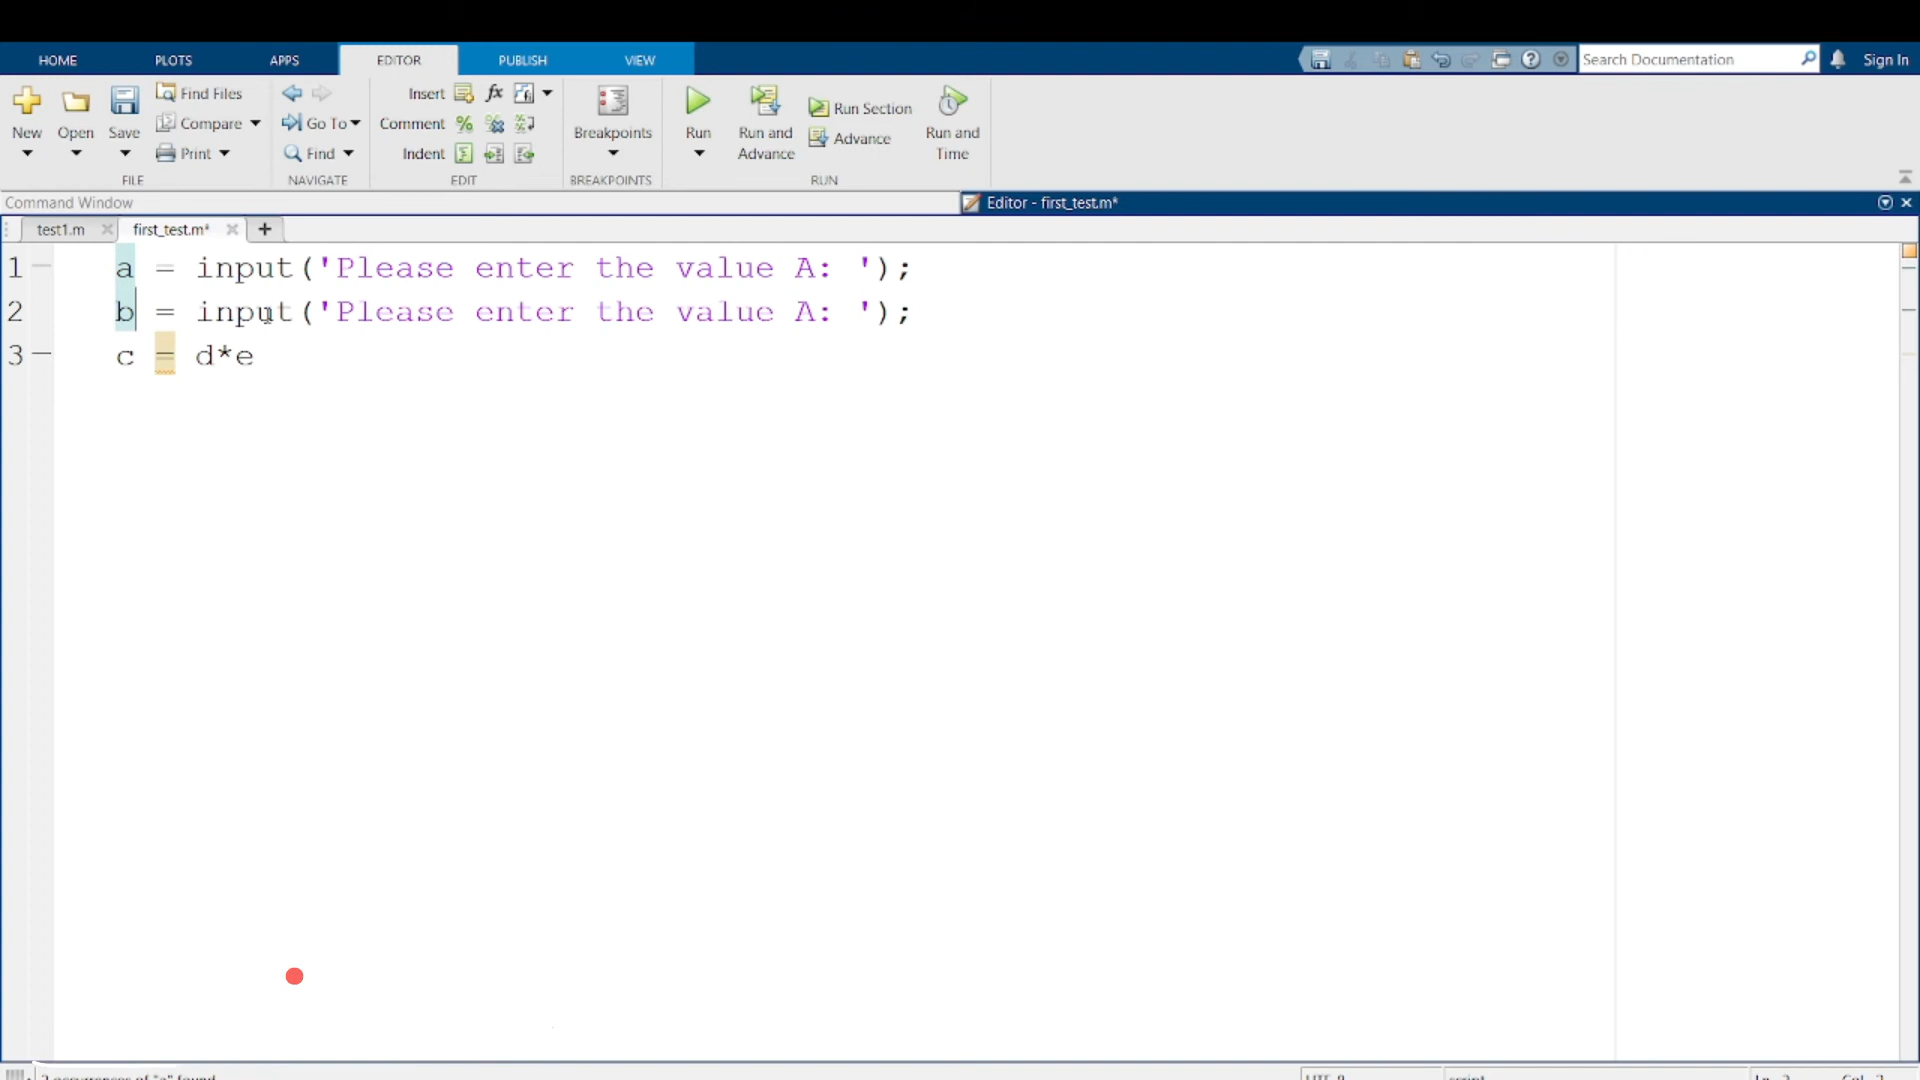 HOME PLOTS APPS EDITOR PUBLISH VIEW Search Documentation Sign In
Find Files Insert fx Run Section
New Open Save Compare Go To Comment Breakpoints Run Run and Advance Advance Run and Time
Print Find Indent
FILE NAVIGATE EDIT BREAKPOINTS RUN
Command Window Editor - first_test.m*
test1.m first_test.m*
1 a = input('Please enter the value A: ');
2 b = input('Please enter the value A: ');
3 c = d*e